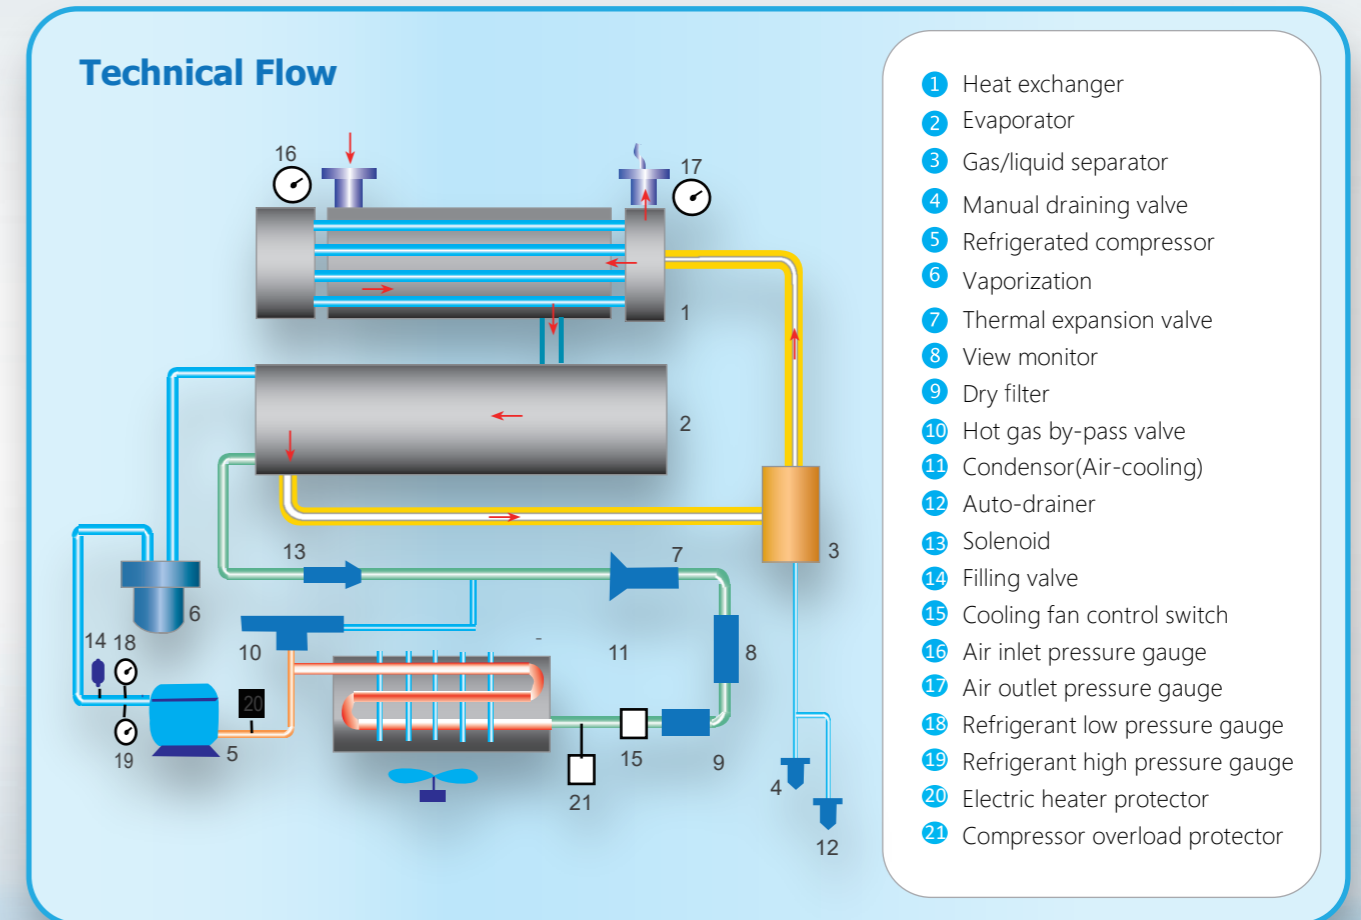 Technical Flow
16
17
1
2
3
13
7
6
14
18
10
11
8
20
19
5
15
9
21
4
12
1 Heat exchanger
2 Evaporator
3 Gas/liquid separator
4 Manual draining valve
5 Refrigerated compressor
6 Vaporization
7 Thermal expansion valve
8 View monitor
9 Dry filter
10 Hot gas by-pass valve
11 Condensor(Air-cooling)
12 Auto-drainer
13 Solenoid
14 Filling valve
15 Cooling fan control switch
16 Air inlet pressure gauge
17 Air outlet pressure gauge
18 Refrigerant low pressure gauge
19 Refrigerant high pressure gauge
20 Electric heater protector
21 Compressor overload protector